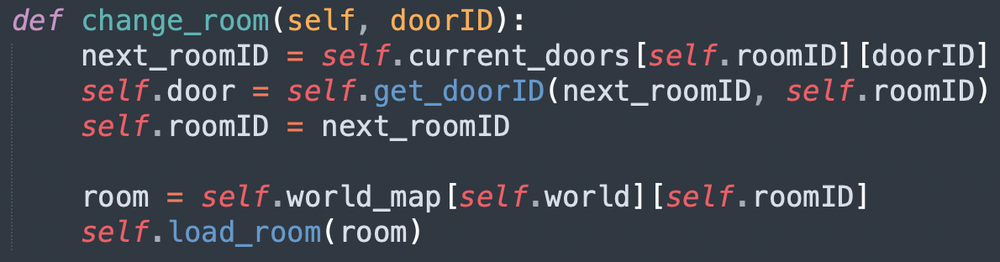 def change_room(self, doorID):
    next_roomID = self.current_doors[self.roomID][doorID]
    self.door = self.get_doorID(next_roomID, self.roomID)
    self.roomID = next_roomID

    room = self.world_map[self.world][self.roomID]
    self.load_room(room)